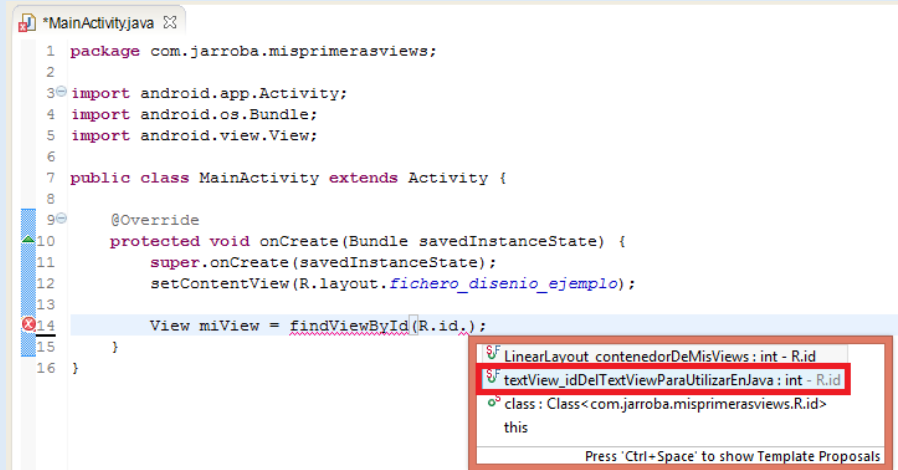 *MainActivity.java
1 package com.jarroba.misprimerasviews;
2
3 import android.app.Activity;
4 import android.os.Bundle;
5 import android.view.View;
6
7 public class MainActivity extends Activity {
8
9 @Override
10 protected void onCreate(Bundle savedInstanceState) {
11 super.onCreate(savedInstanceState);
12 setContentView(R.layout.fichero_disenio_ejemplo);
13
14 View miView = findViewById(R.id.);
15 }
16 }
LinearLayout_contenedorDeMisViews : int - R.id
textView_idDelTextViewParaUtilizarEnJava : int - R.id
class : Class<com.jarroba.misprimerasviews.R.id>
this
Press 'Ctrl+Space' to show Template Proposals